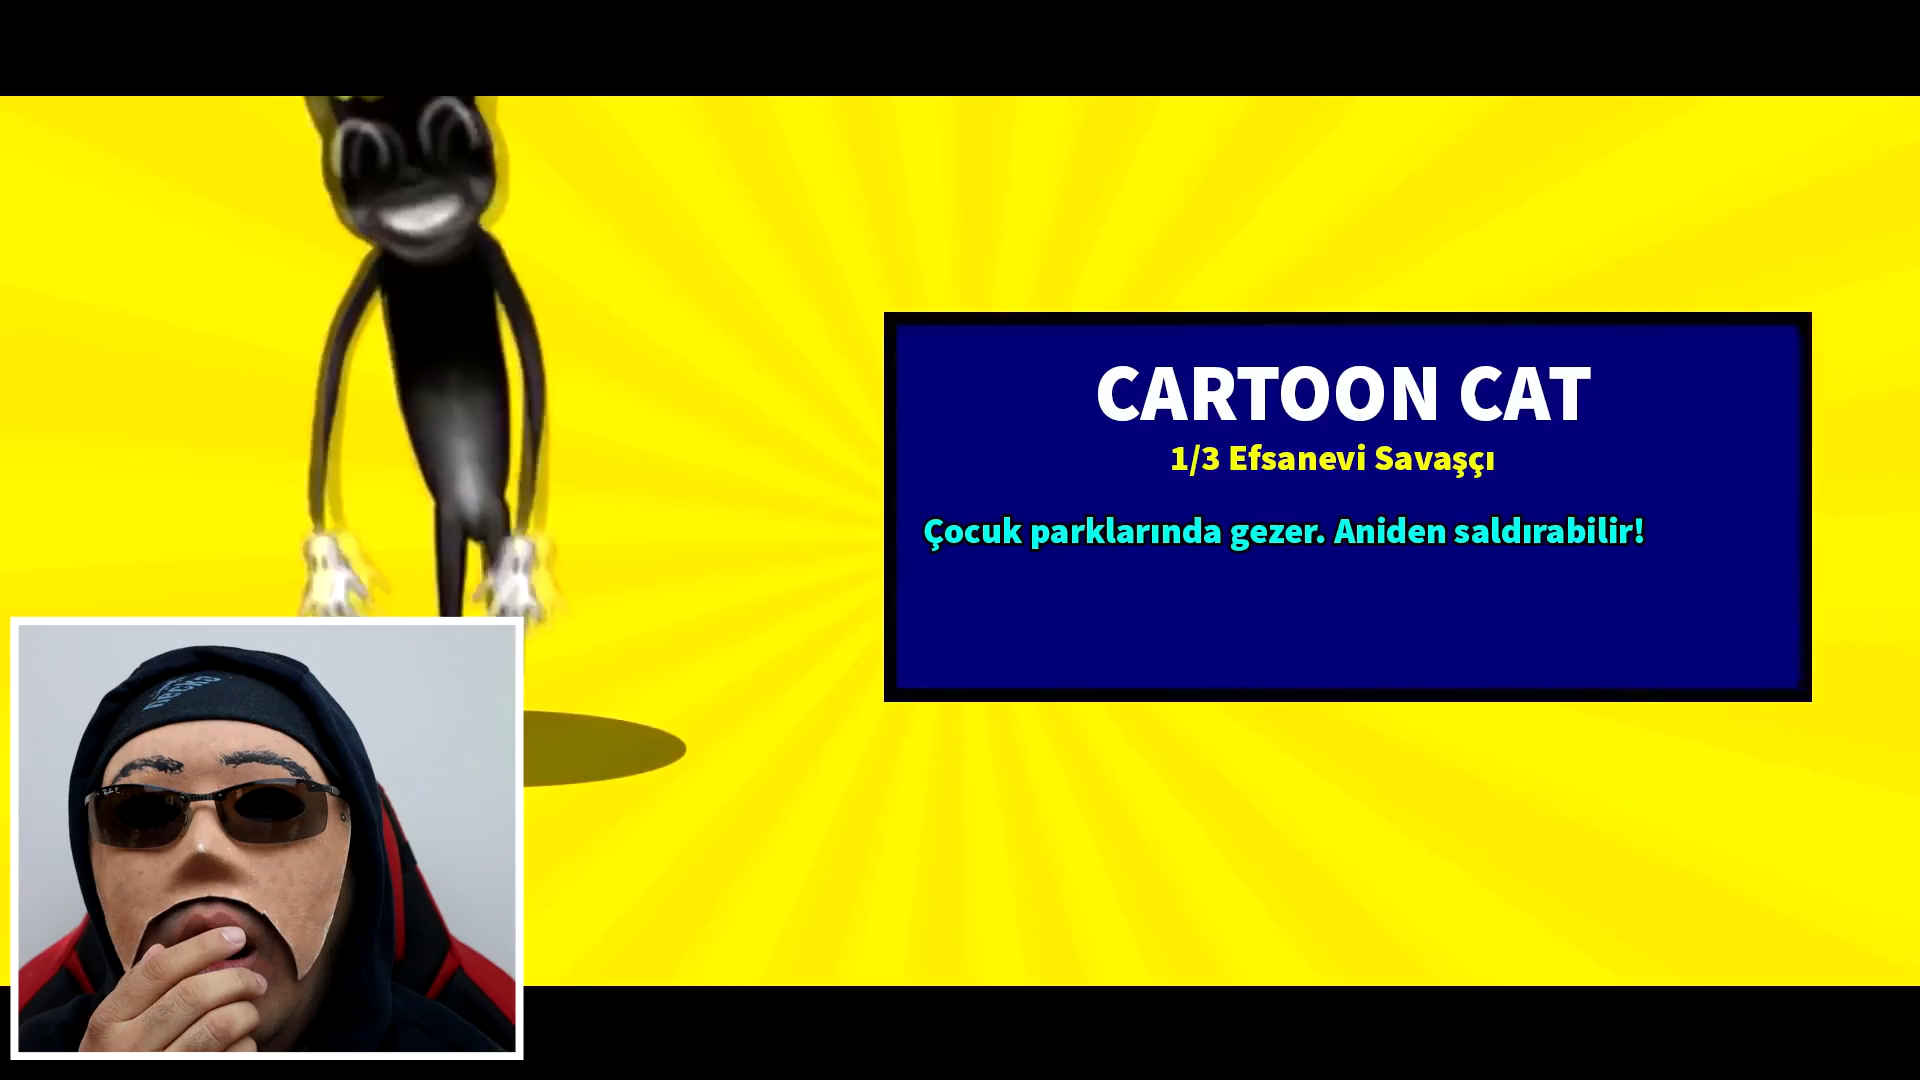 CARTOON CAT
1/3 Efsanevi Savaşçı
Çocuk parklarında gezer. Aniden saldırabilir!